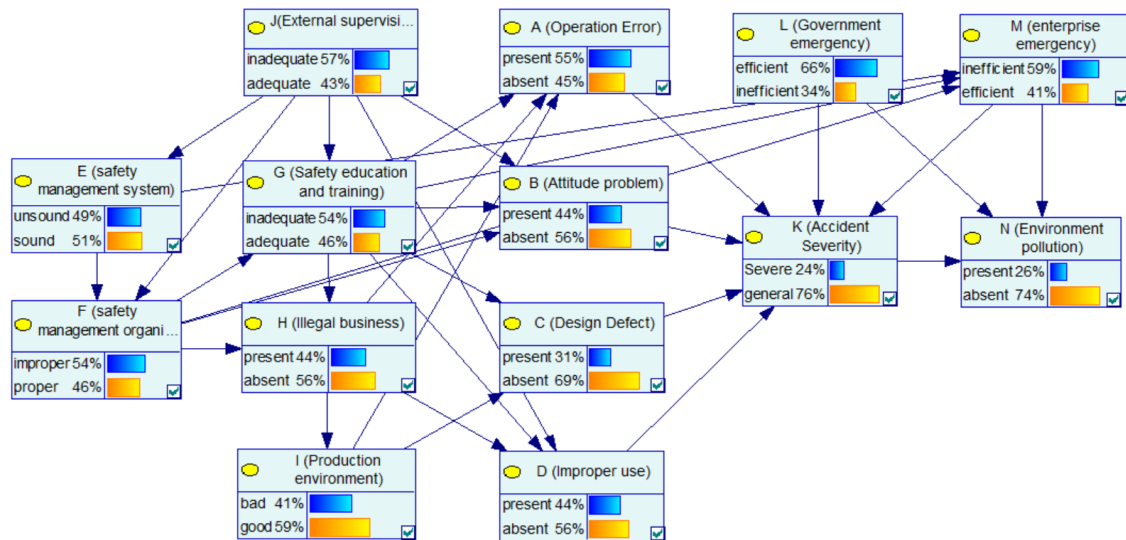 J(External supervisi...
inadequate 57%
adequate 43%
A (Operation Error)
present 55%
absent 45%
L (Government
emergency)
efficient 66%
inefficient 34%
M (enterprise
emergency)
inefficient 59%
efficient 41%
E (safety
management system)
unsound 49%
sound 51%
G (Safety education
and training)
inadequate 54%
adequate 46%
B (Attitude problem)
present 44%
absent 56%
K (Accident
Severity)
Severe 24%
general 76%
N (Environment
pollution)
present 26%
absent 74%
F (safety
management organi...
improper 54%
proper 46%
H (Illegal business)
present 44%
absent 56%
C (Design Defect)
present 31%
absent 69%
I (Production
environment)
bad 41%
good 59%
D (Improper use)
present 44%
absent 56%